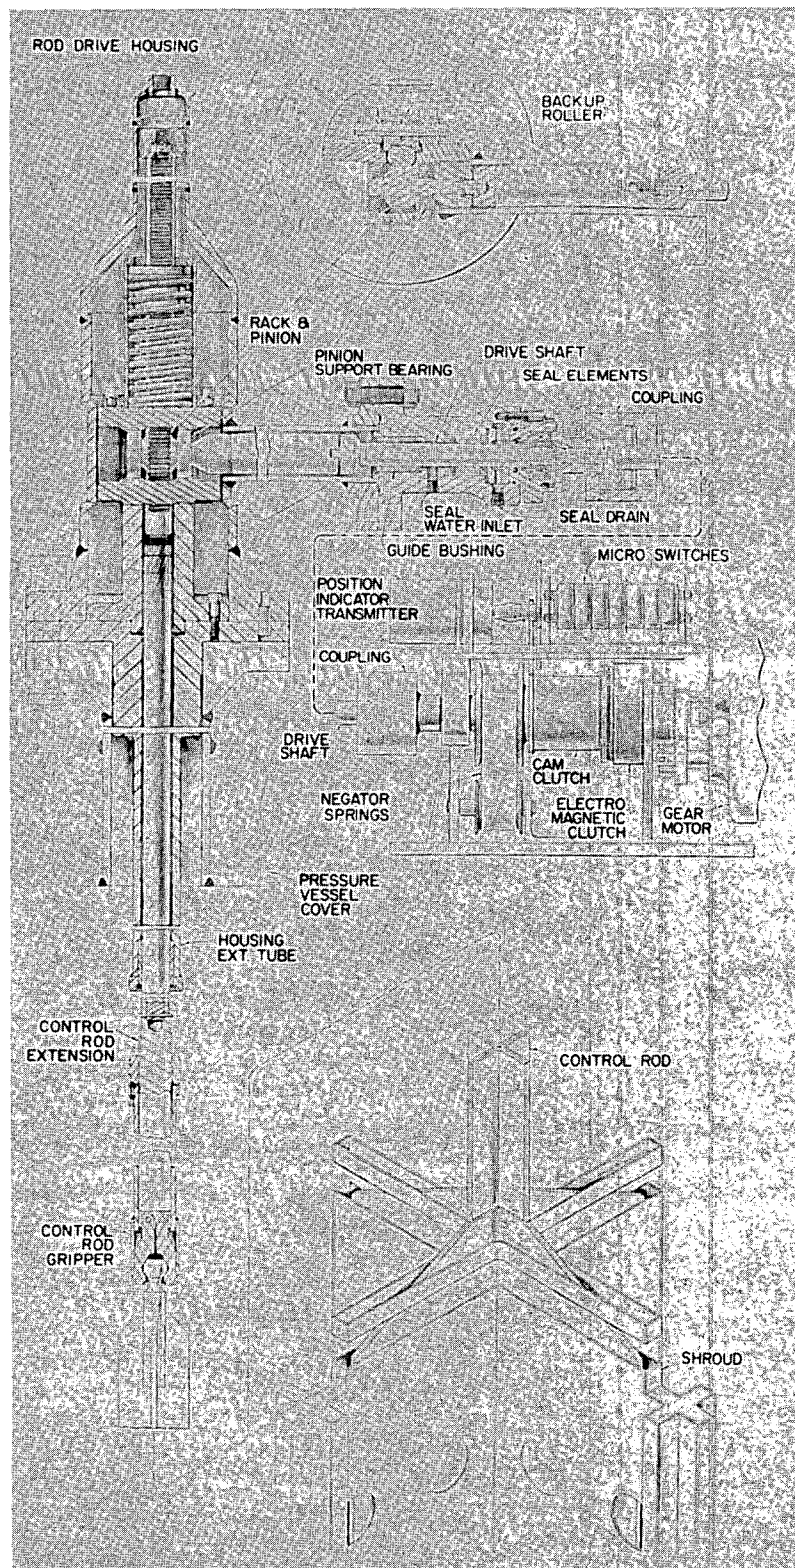 ROD DRIVE HOUSING
BACKUP
ROLLER
RACK &
PINION
PINION
SUPPORT BEARING
DRIVE SHAFT
SEAL ELEMENTS
COUPLING
SEAL
WATER INLET
SEAL DRAIN
GUIDE BUSHING
MICRO SWITCHES
POSITION
INDICATOR
TRANSMITTER
COUPLING
DRIVE
SHAFT
CAM
CLUTCH
NEGATOR
SPRINGS
ELECTRO
MAGNETIC
CLUTCH
GEAR
MOTOR
PRESSURE
VESSEL
COVER
HOUSING
EXT. TUBE
CONTROL
ROD
EXTENSION
CONTROL ROD
CONTROL
ROD
GRIPPER
SHROUD